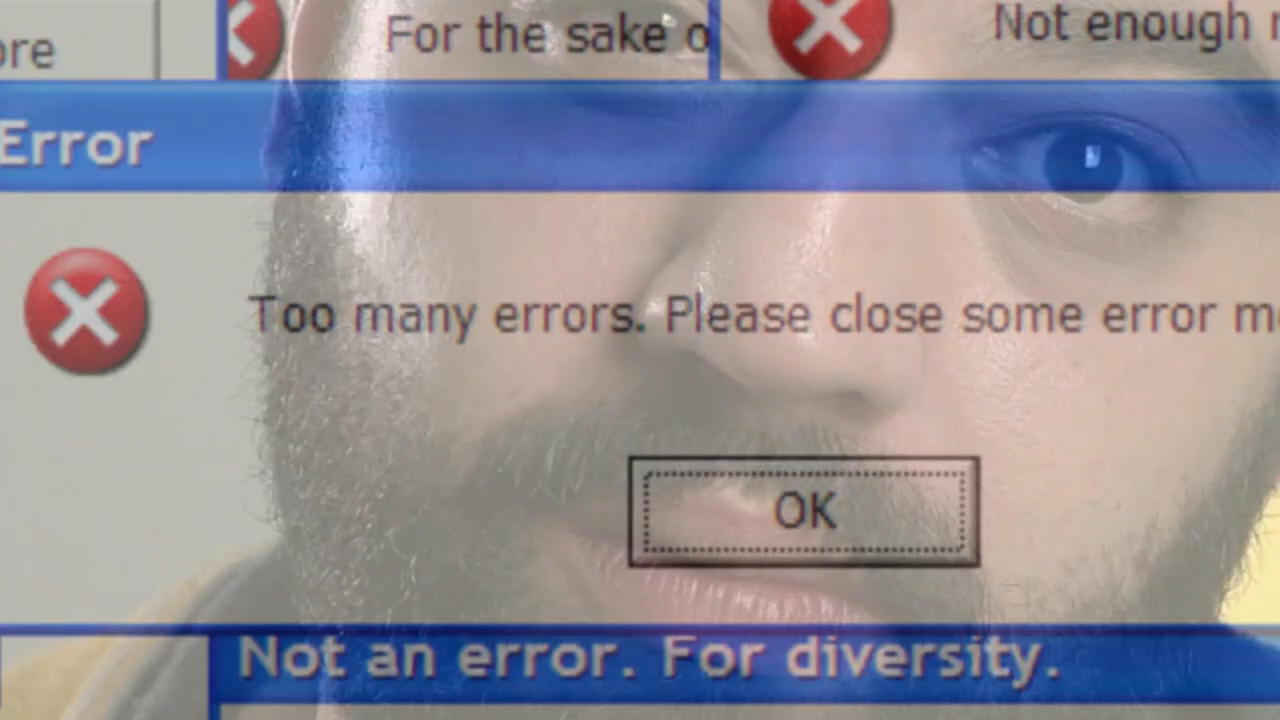 ore
For the sake o
Not enough
Error
Too many errors. Please close some error m
OK
Not an error. For diversity.